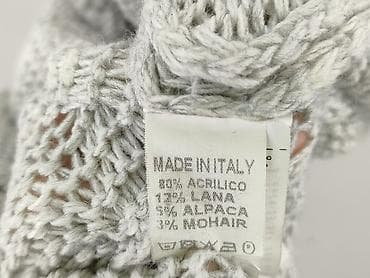 MADE IN ITALY
80% ACRILICO
12% LANA
5% ALPACA
3% MOHAIR